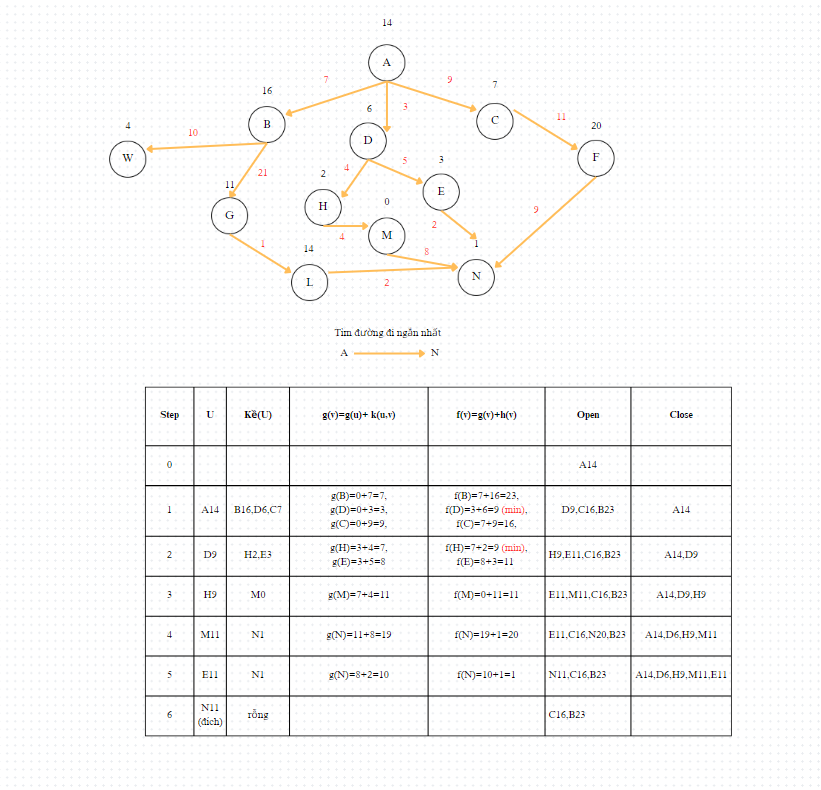 14
A
7
9
7
16
3
6
11
20
B
C
D
F
4
10
W
4
5
3
21
11
2
E
H
0
G
9
M
2
4
1
1
14
8
N
L
2
Tìm đường đi ngắn nhất
A N
Step U Kề(U) g(v)=g(u)+ k(u,v) f(v)=g(v)+h(v) Open Close
0 A14
1 A14 B16,D6,C7
g(B)=0+7=7,
g(D)=0+3=3,
g(C)=0+9=9,
f(B)=7+16=23,
f(D)=3+6=9 (min),
f(C)=7+9=16,
D9,C16,B23 A14
2 D9 H2,E3
g(H)=3+4=7,
g(E)=3+5=8
f(H)=7+2=9 (min),
f(E)=8+3=11
H9,E11,C16,B23 A14,D9
3 H9 M0 g(M)=7+4=11 f(M)=0+11=11 E11,M11,C16,B23 A14,D9,H9
4 M11 N1 g(N)=11+8=19 f(N)=19+1=20 E11,C16,N20,B23 A14,D6,H9,M11
5 E11 N1 g(N)=8+2=10 f(N)=10+1=1 N11,C16,B23 A14,D6,H9,M11,E11
6
N11
(đích)
rỗng C16,B23